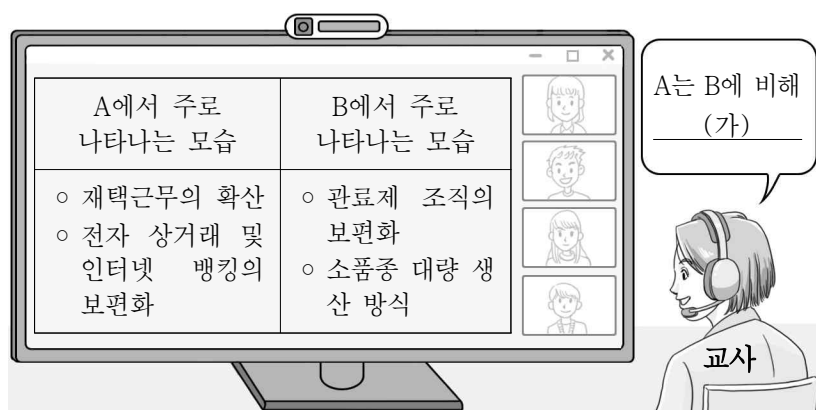 A에서 주로
나타나는 모습
B에서 주로
나타나는 모습
○ 재택근무의 확산
○ 전자 상거래 및
인터넷 뱅킹의
보편화
○ 관료제 조직의
보편화
○ 소품종 대량 생
산 방식
A는 B에 비해
(가)
교사